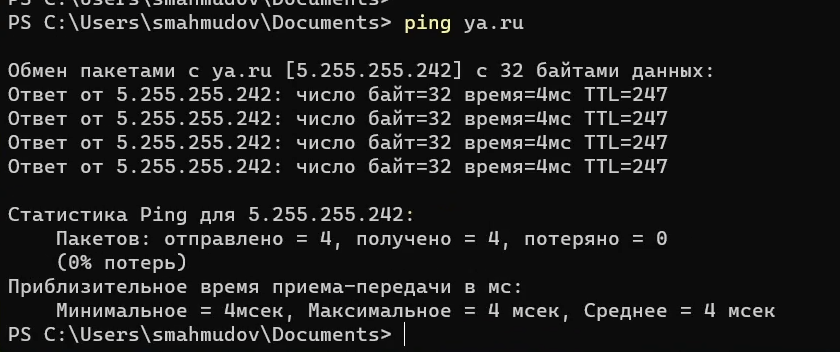 PS C:\Users\smahmudov\Documents>
PS C:\Users\smahmudov\Documents> ping ya.ru
Обмен пакетами с ya.ru [5.255.255.242] с 32 байтами данных:
Ответ от 5.255.255.242: число байт=32 время=4мс TTL=247
Ответ от 5.255.255.242: число байт=32 время=4мс TTL=247
Ответ от 5.255.255.242: число байт=32 время=4мс TTL=247
Ответ от 5.255.255.242: число байт=32 время=4мс TTL=247
Статистика Ping для 5.255.255.242:
Пакетов: отправлено = 4, получено = 4, потеряно = 0
(0% потерь)
Приблизительное время приема-передачи в мс:
Минимальное = 4мсек, Максимальное = 4 мсек, Среднее = 4 мсек
PS C:\Users\smahmudov\Documents>